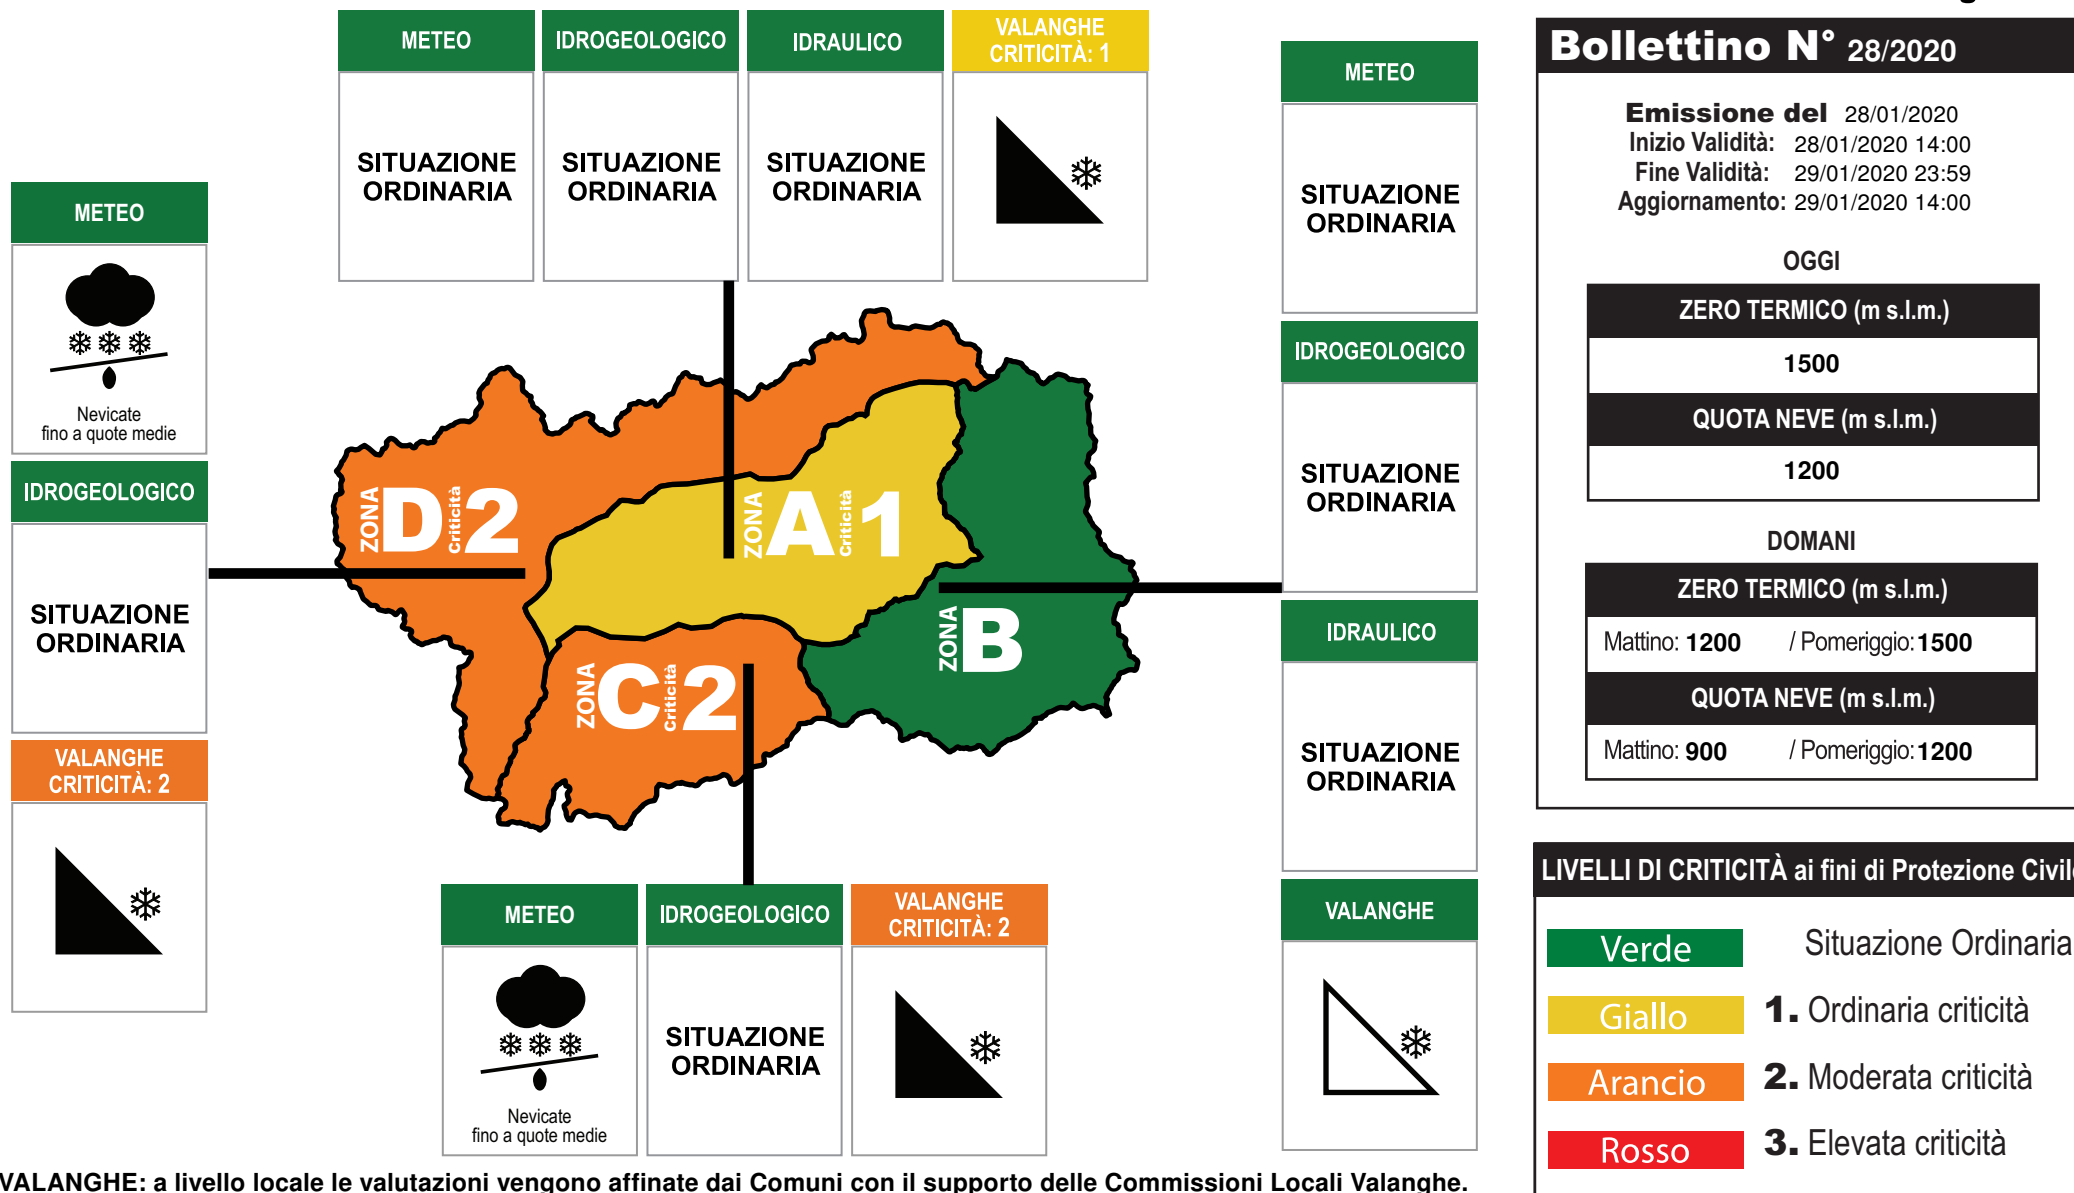 METEO
SITUAZIONE
ORDINARIA
IDROGEOLOGICO
SITUAZIONE
ORDINARIA
IDRAULICO
SITUAZIONE
ORDINARIA
VALANGHE
CRITICITÀ: 1
METEO
Nevicate
fino a quote medie
IDROGEOLOGICO
SITUAZIONE
ORDINARIA
VALANGHE
CRITICITÀ: 2
ZONA D Criticità 2
ZONA A Criticità 1
ZONA B
ZONA C Criticità 2
METEO
Nevicate
fino a quote medie
IDROGEOLOGICO
SITUAZIONE
ORDINARIA
VALANGHE
CRITICITÀ: 2
METEO
SITUAZIONE
ORDINARIA
IDROGEOLOGICO
SITUAZIONE
ORDINARIA
IDRAULICO
SITUAZIONE
ORDINARIA
VALANGHE
Bollettino N° 28/2020
Emissione del 28/01/2020
Inizio Validità: 28/01/2020 14:00
Fine Validità: 29/01/2020 23:59
Aggiornamento: 29/01/2020 14:00
OGGI
ZERO TERMICO (m s.l.m.)
1500
QUOTA NEVE (m s.l.m.)
1200
DOMANI
ZERO TERMICO (m s.l.m.)
Mattino: 1200 / Pomeriggio: 1500
QUOTA NEVE (m s.l.m.)
Mattino: 900 / Pomeriggio: 1200
LIVELLI DI CRITICITÀ ai fini di Protezione Civile
Verde Situazione Ordinaria
Giallo 1. Ordinaria criticità
Arancio 2. Moderata criticità
Rosso 3. Elevata criticità
VALANGHE: a livello locale le valutazioni vengono affinate dai Comuni con il supporto delle Commissioni Locali Valanghe.